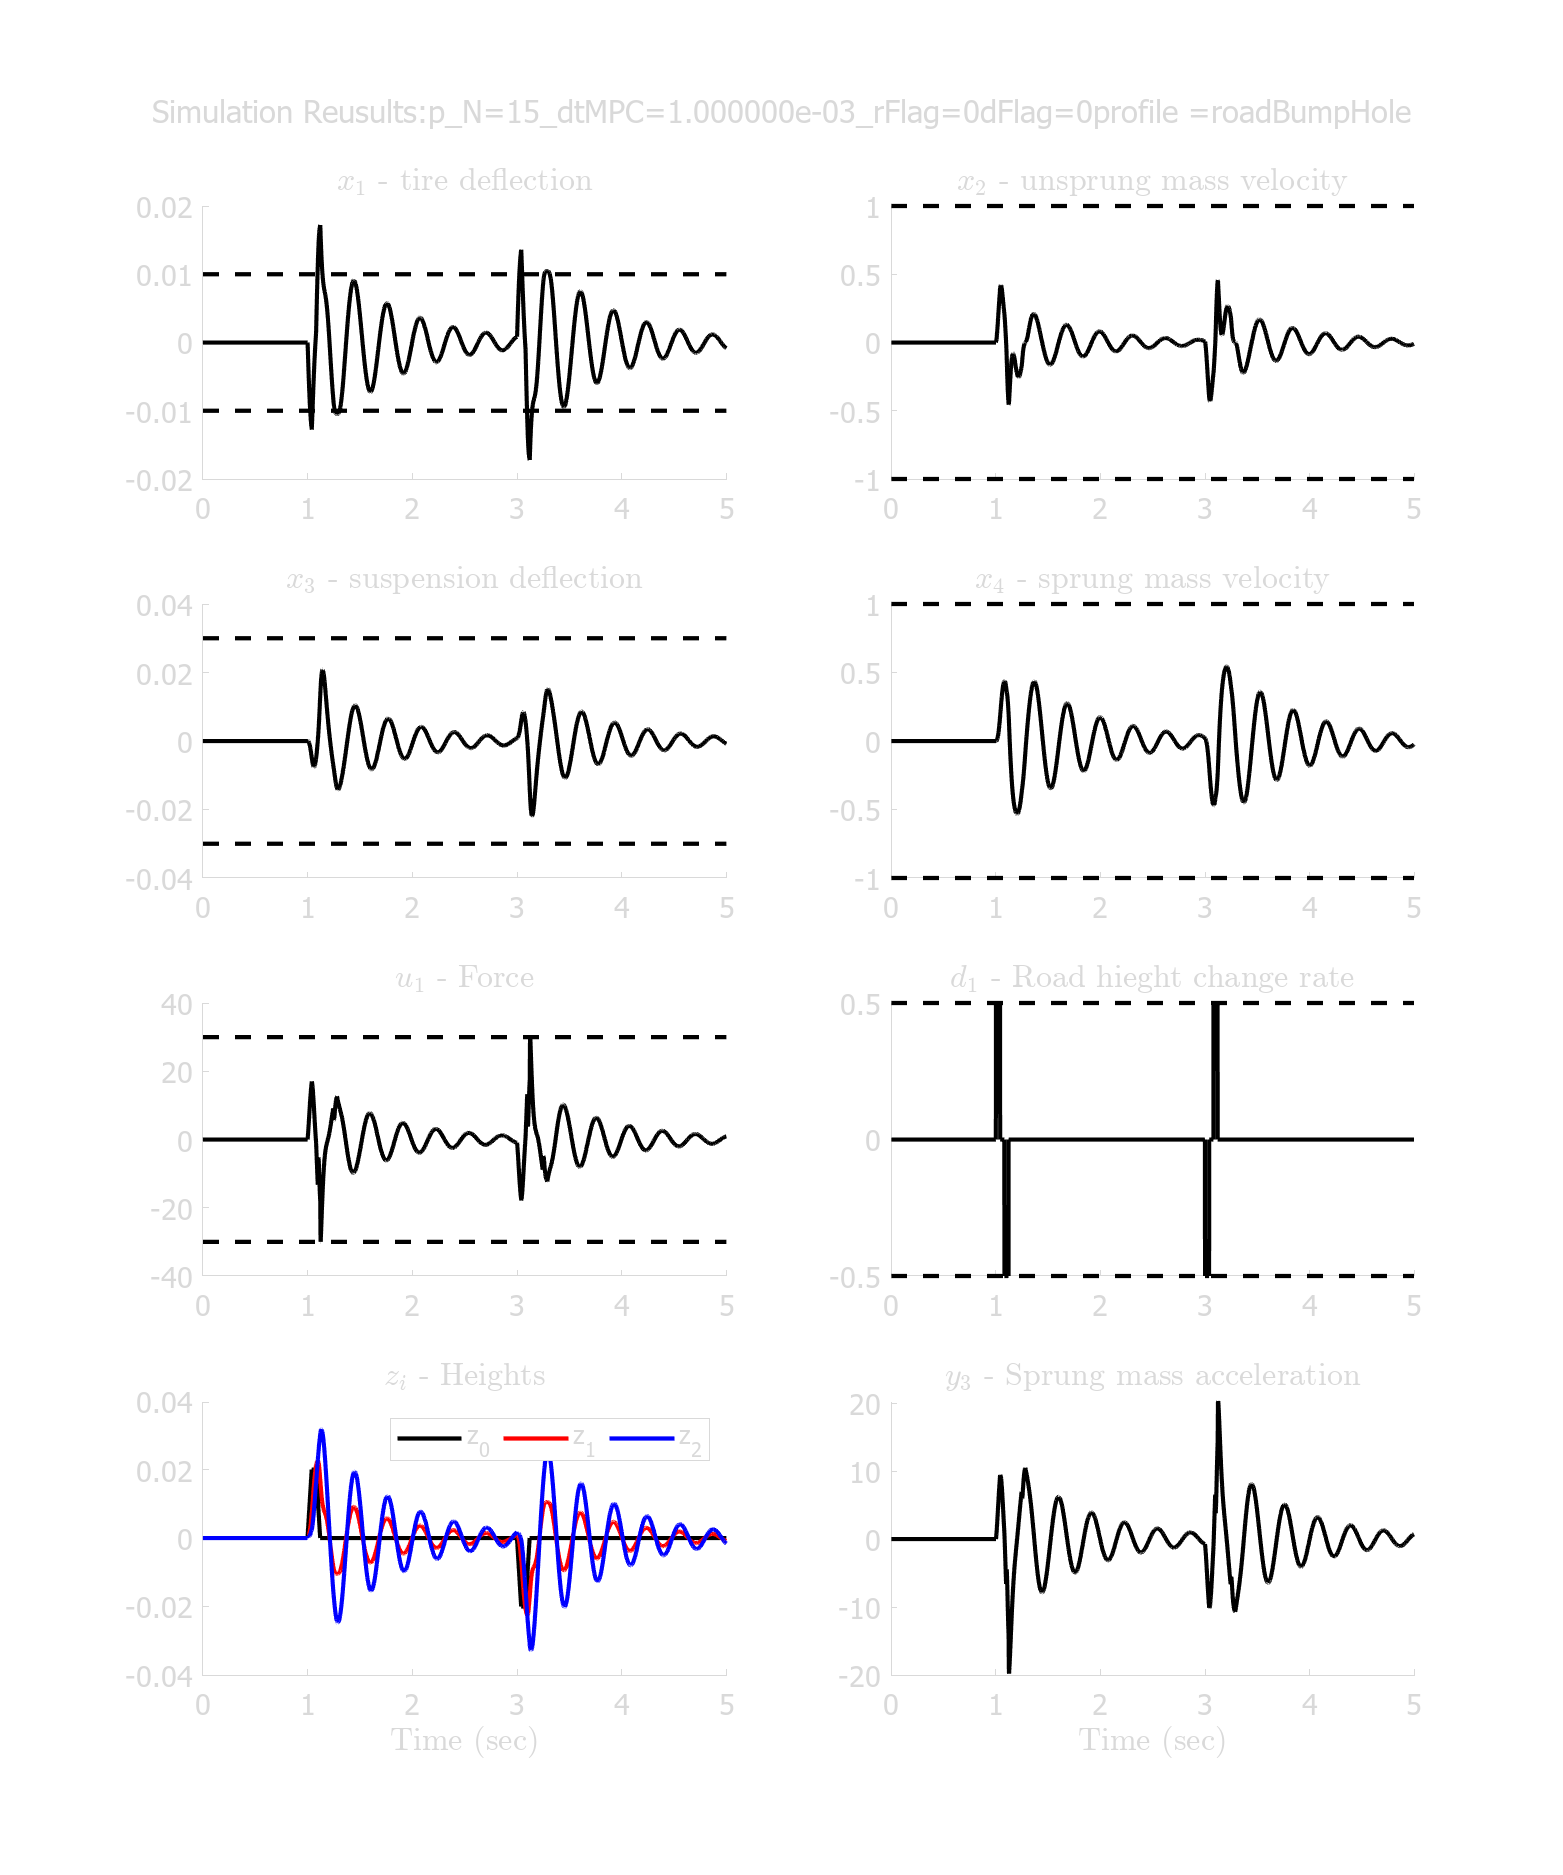 Simulation Reusults:p_N=15_dtMPC=1.000000e-03_rFlag=0dFlag=0profile =roadBumpHole
x1 - tire deflection
0.02
0.01
0
-0.01
-0.02
0 1 2 3 4 5
x2 - unsprung mass velocity
1
0.5
0
-0.5
-1
0 1 2 3 4 5
x3 - suspension deflection
0.04
0.02
0
-0.02
-0.04
0 1 2 3 4 5
x4 - sprung mass velocity
1
0.5
0
-0.5
-1
0 1 2 3 4 5
u1 - Force
40
20
0
-20
-40
0 1 2 3 4 5
d1 - Road hieght change rate
0.5
0
-0.5
0 1 2 3 4 5
zi - Heights
0.04
0.02
0
-0.02
-0.04
z0 z1 z2
0 1 2 3 4 5
Time (sec)
y3 - Sprung mass acceleration
20
10
0
-10
-20
0 1 2 3 4 5
Time (sec)